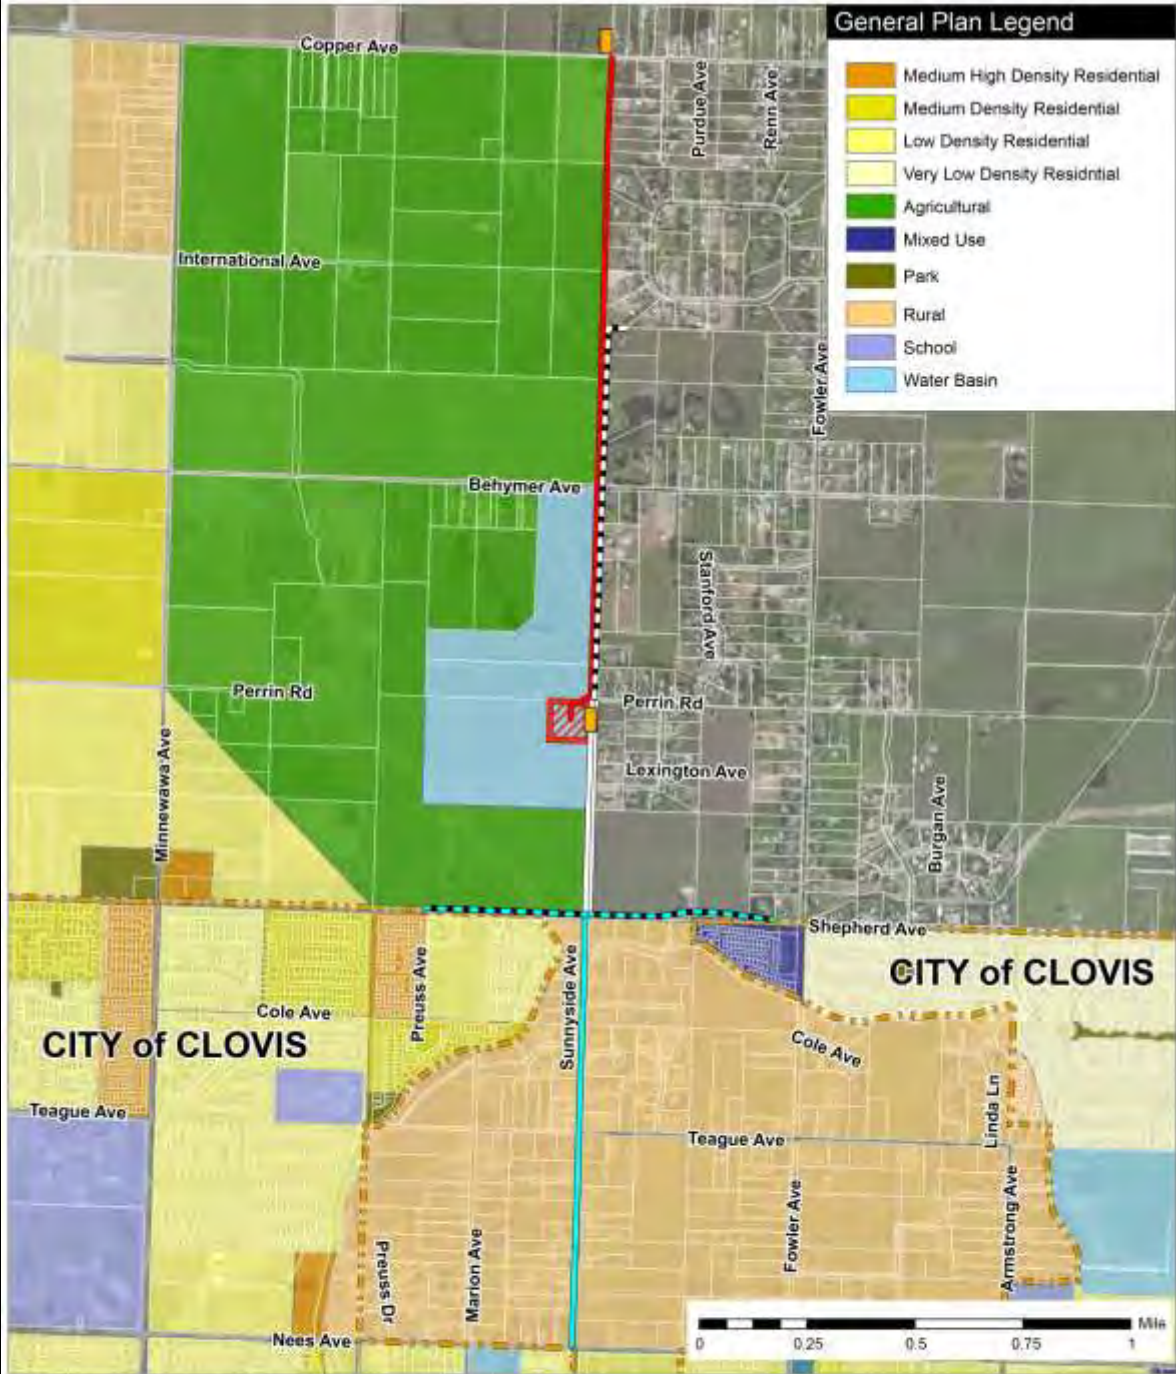 General Plan Legend
Medium High Density Residential
Medium Density Residential
Low Density Residential
Very Low Density Residntial
Agricultural
Mixed Use
Park
Rural
School
Water Basin
Copper Ave
Purdue Ave
Renn Ave
International Ave
Fowler Ave
Behymer Ave
Stanford Ave
Perrin Rd
Perrin Rd
Lexington Ave
Minnewawa Ave
Burgan Ave
Shepherd Ave
CITY of CLOVIS
Preuss Ave
Sunnyside Ave
Cole Ave
CITY of CLOVIS
Cole Ave
Teague Ave
Linda Ln
Teague Ave
Fowler Ave
Armstrong Ave
Preuss Dr
Marion Ave
Nees Ave
Mile
0 0.25 0.5 0.75 1